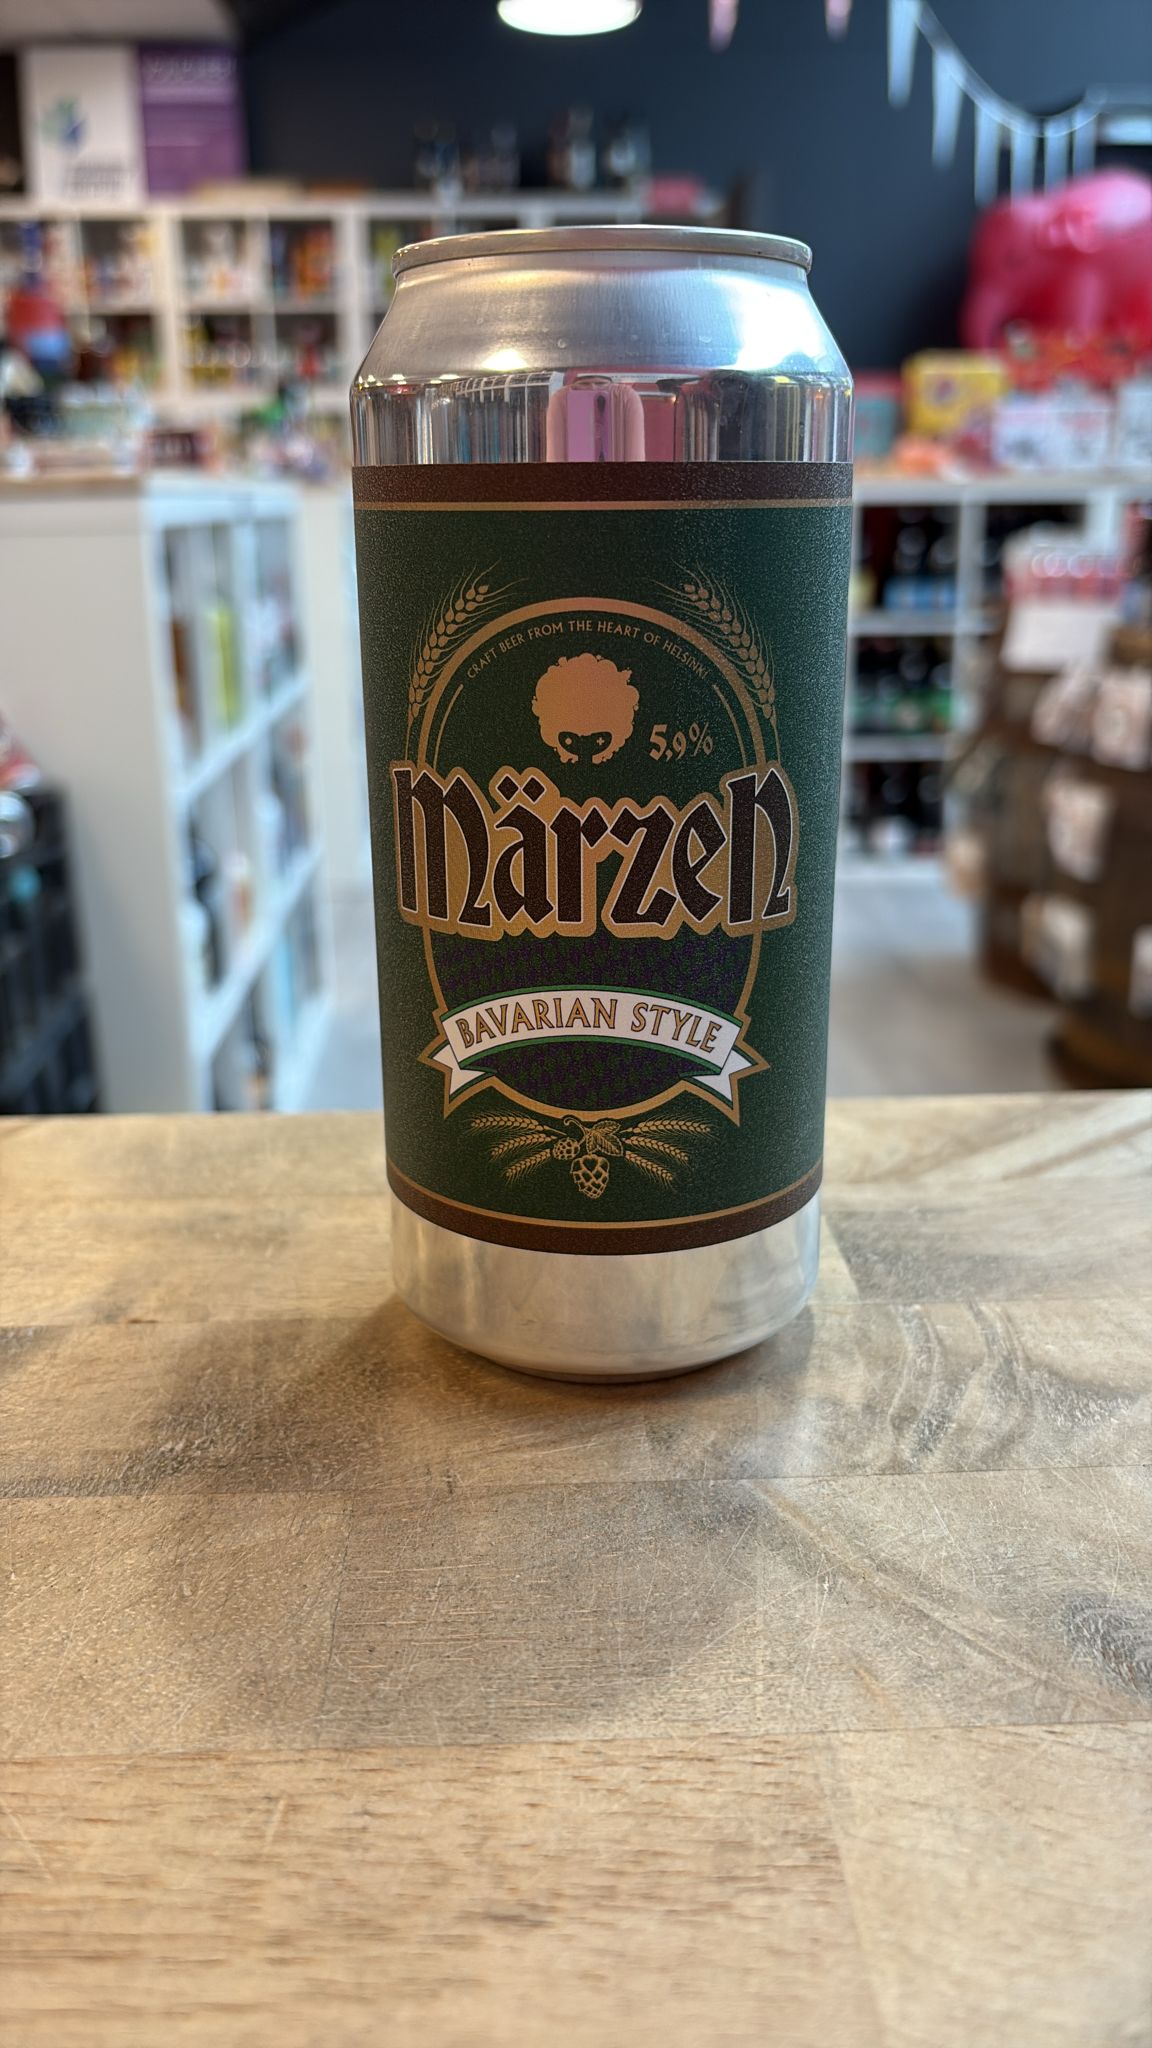 CRAFT BEER FROM THE HEART OF HELSINKI
5,9%
Märzen
BAVARIAN STYLE